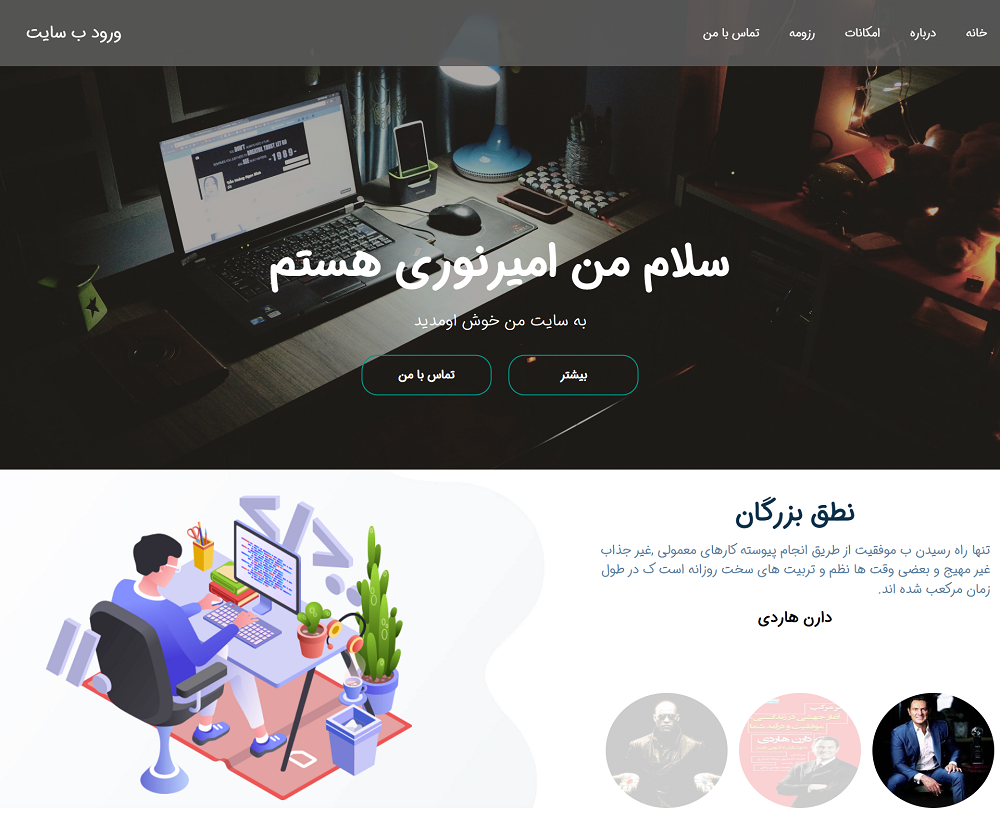 خانه درباره امکانات رزومه تماس با من ورود ب سایت
سلام من امیرنوری هستم
به سایت من خوش اومدید
بیشتر تماس با من
نطق بزرگان
تنها راه رسیدن ب موفقیت از طریق انجام پیوسته کارهای معمولی ,غیر جذاب
غیر مهیج و بعضی وقت ها نظم و تربیت های سخت روزانه است ک در طول
زمان مرکعب شده اند.
دارن هاردی
دارن هاردی